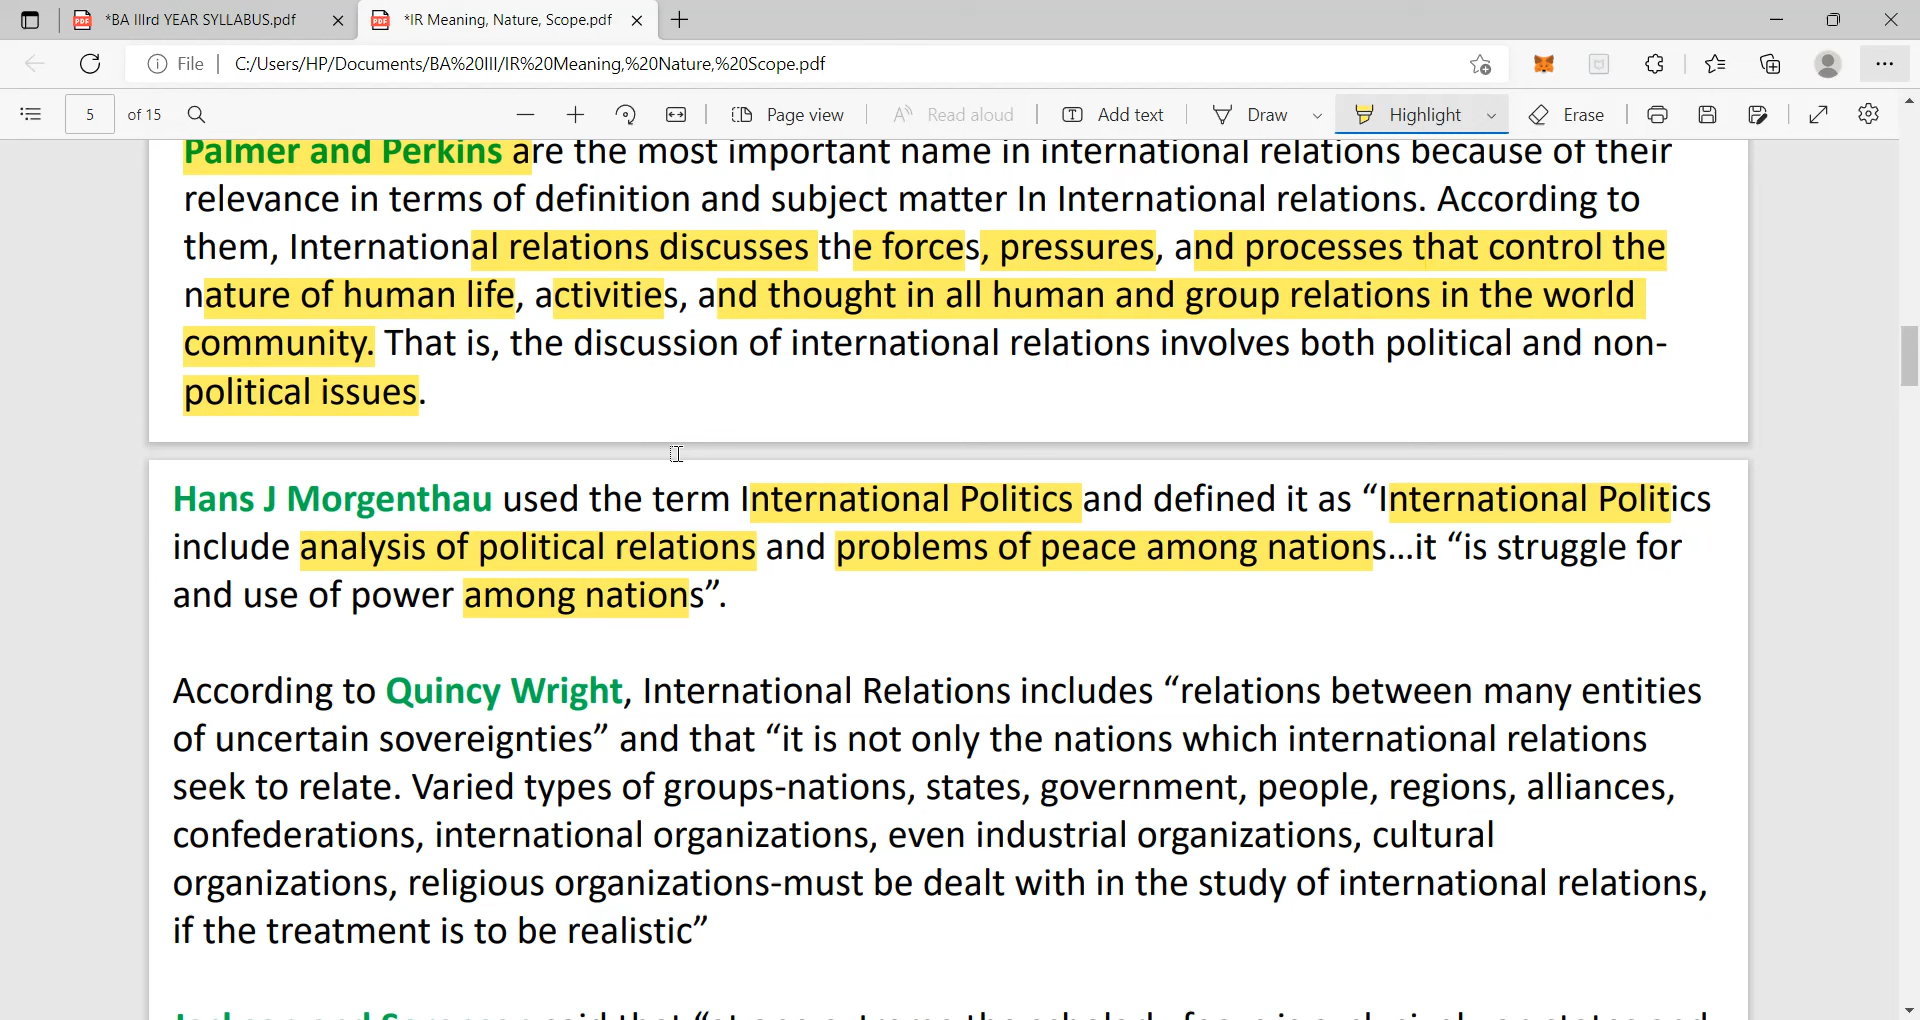 *BA IIIrd YEAR SYLLABUS.pdf
*IR Meaning, Nature, Scope.pdf
File C:/Users/HP/Documents/BA%20III/IR%20Meaning,%20Nature,%20Scope.pdf
5 of 15 Page view Read aloud Add text Draw Highlight Erase
Palmer and Perkins are the most important name in international relations because of their
relevance in terms of definition and subject matter In International relations. According to
them, International relations discusses the forces, pressures, and processes that control the
nature of human life, activities, and thought in all human and group relations in the world
community. That is, the discussion of international relations involves both political and non-
political issues.
Hans J Morgenthau used the term International Politics and defined it as “International Politics
include analysis of political relations and problems of peace among nations...it “is struggle for
and use of power among nations”.
According to Quincy Wright, International Relations includes “relations between many entities
of uncertain sovereignties” and that “it is not only the nations which international relations
seek to relate. Varied types of groups-nations, states, government, people, regions, alliances,
confederations, international organizations, even industrial organizations, cultural
organizations, religious organizations-must be dealt with in the study of international relations,
if the treatment is to be realistic”